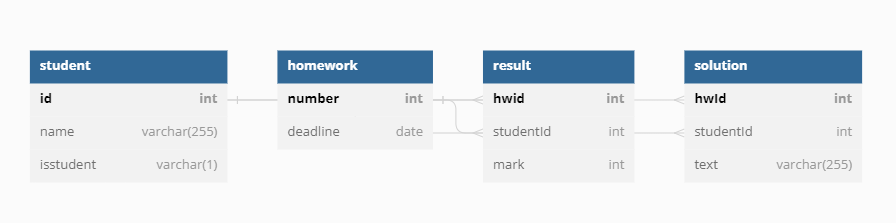 student
id int
name varchar(255)
isstudent varchar(1)
homework
number int
deadline date
result
hwid int
studentId int
mark int
solution
hwId int
studentId int
text varchar(255)